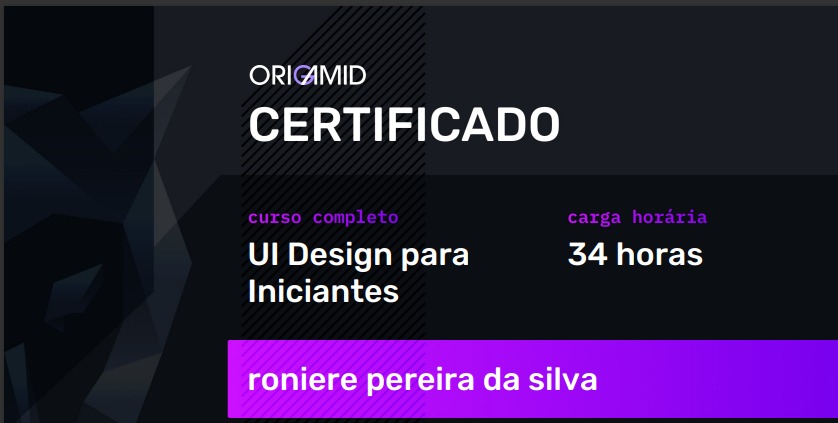 ORIGAMID
CERTIFICADO
curso completo
UI Design para
Iniciantes
carga horária
34 horas
roniere pereira da silva